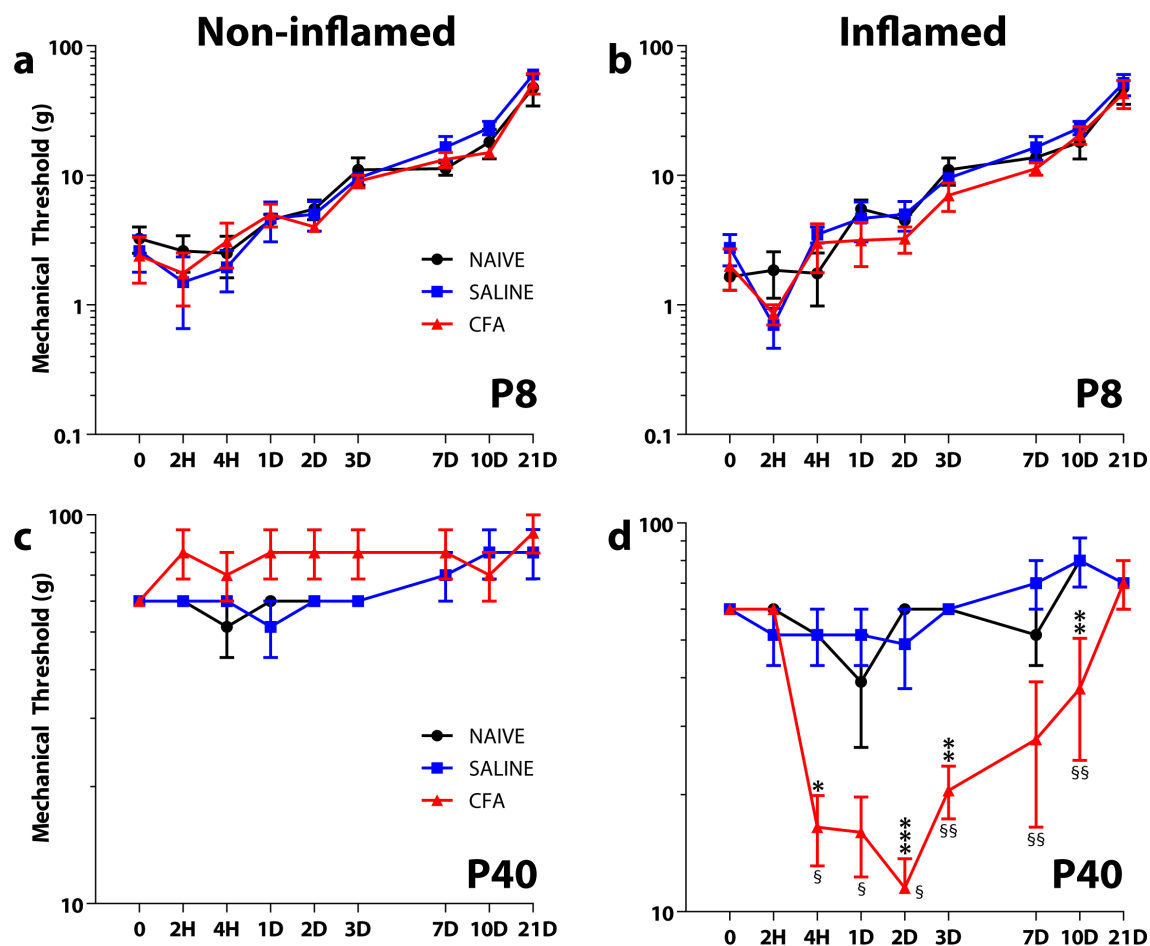 Non-inflamed
Inflamed
a
b
Mechanical Threshold (g)
100
10
1
0.1
NAIVE
SALINE
CFA
P8
0 2H 4H 1D 2D 3D 7D 10D 21D
100
10
1
0.1
P8
0 2H 4H 1D 2D 3D 7D 10D 21D
c
d
Mechanical Threshold (g)
100
10
NAIVE
SALINE
CFA
P40
0 2H 4H 1D 2D 3D 7D 10D 21D
100
10
*
***
**
**
§
§
§
§§
§§
§§
P40
0 2H 4H 1D 2D 3D 7D 10D 21D